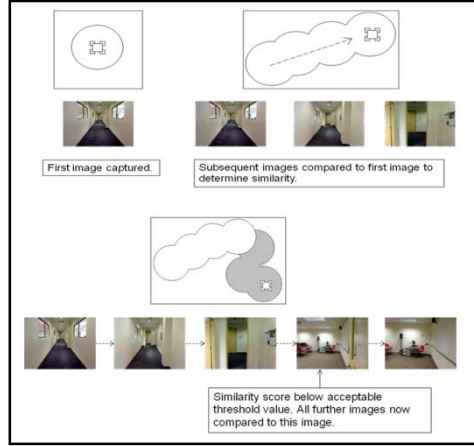 First image captured.
Subsequent images compared to first image to
determine similarity.
Similarity score below acceptable
threshold value. All further images now
compared to this image.